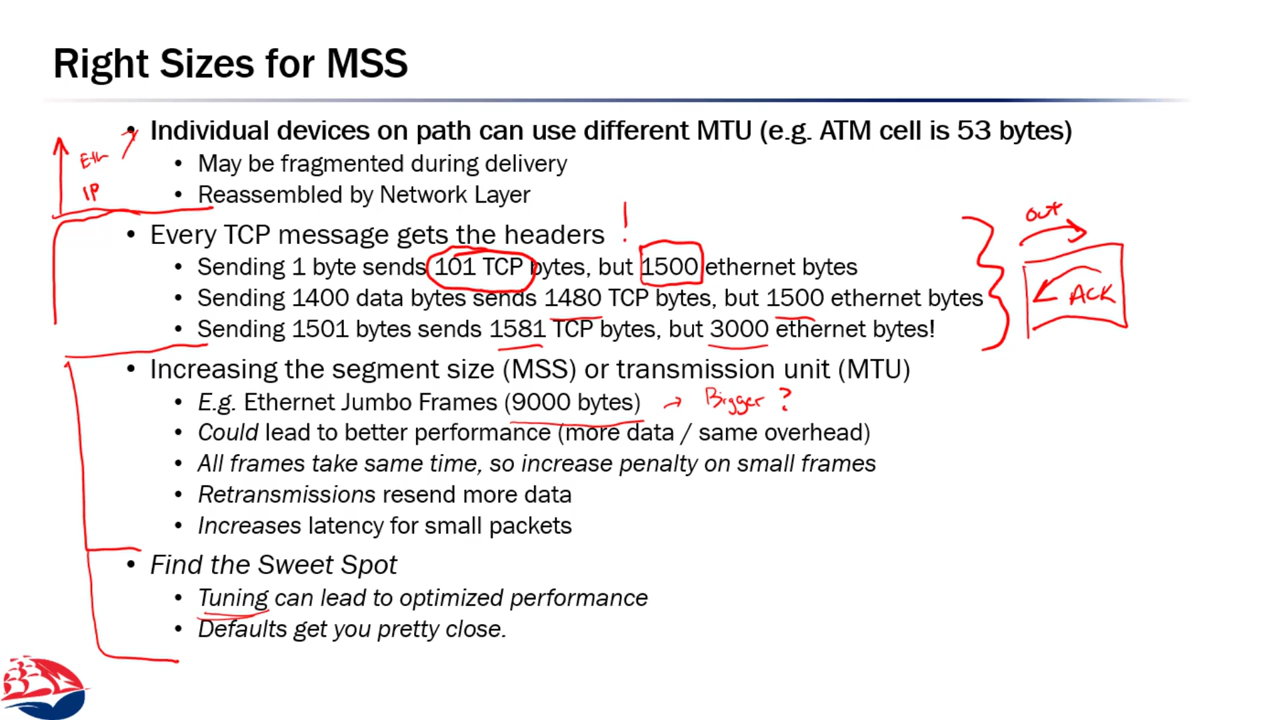 Right Sizes for MSS
• Individual devices on path can use different MTU (e.g. ATM cell is 53 bytes)
Eth
• May be fragmented during delivery
IP
• Reassembled by Network Layer
• Every TCP message gets the headers !
out
• Sending 1 byte sends 101 TCP bytes, but 1500 ethernet bytes
• Sending 1400 data bytes sends 1480 TCP bytes, but 1500 ethernet bytes
ACK
• Sending 1501 bytes sends 1581 TCP bytes, but 3000 ethernet bytes!
• Increasing the segment size (MSS) or transmission unit (MTU)
• E.g. Ethernet Jumbo Frames (9000 bytes) → Bigger ?
• Could lead to better performance (more data / same overhead)
• All frames take same time, so increase penalty on small frames
• Retransmissions resend more data
• Increases latency for small packets
• Find the Sweet Spot
• Tuning can lead to optimized performance
• Defaults get you pretty close.